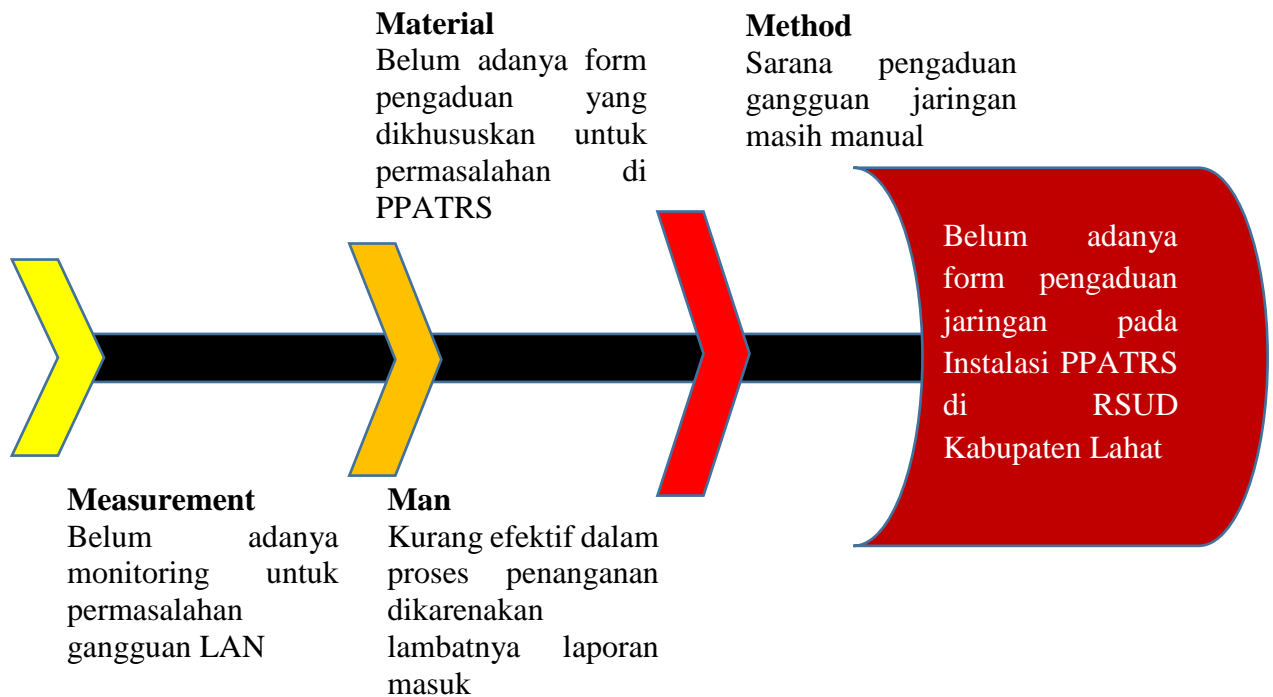 Material
Belum adanya form
pengaduan yang
dikhususkan untuk
permasalahan di
PPATRS
Method
Sarana pengaduan
gangguan jaringan
masih manual
Belum adanya
form pengaduan
jaringan pada
Instalasi PPATRS
di RSUD
Kabupaten Lahat
Measurement
Belum adanya
monitoring untuk
permasalahan
gangguan LAN
Man
Kurang efektif dalam
proses penanganan
dikarenakan
lambatnya laporan
masuk